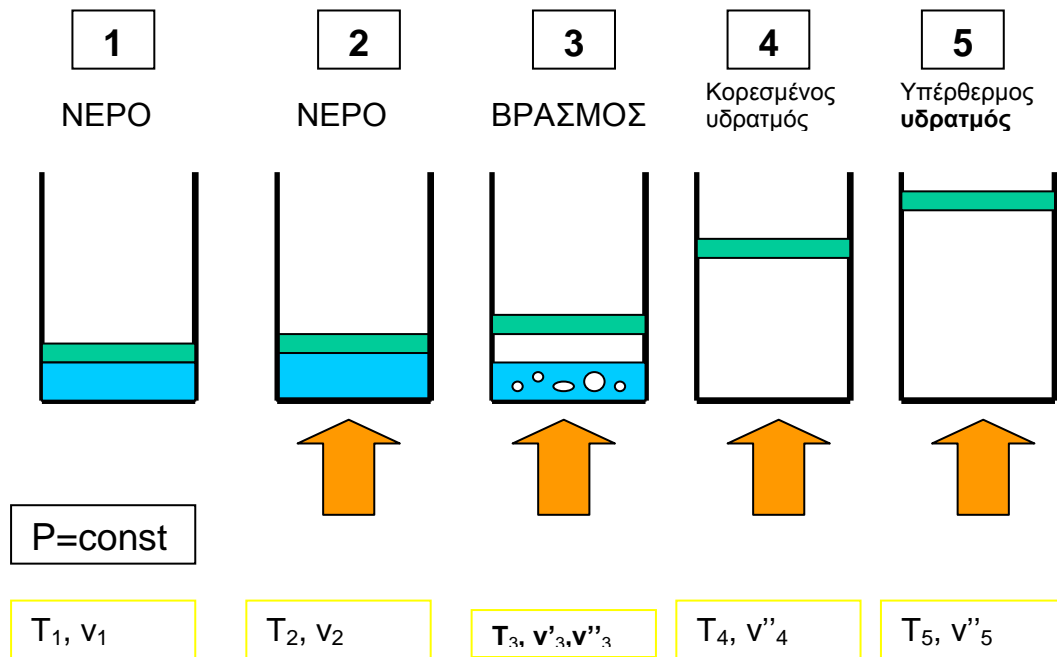 1
2
3
4
5
ΝΕΡΟ
ΝΕΡΟ
ΒΡΑΣΜΟΣ
Κορεσμένος
υδρατμός
Υπέρθερμος
υδρατμός
P=const
T₁, v₁
T₂, v₂
T₃, v'₃,v''₃
T₄, v''₄
T₅, v''₅